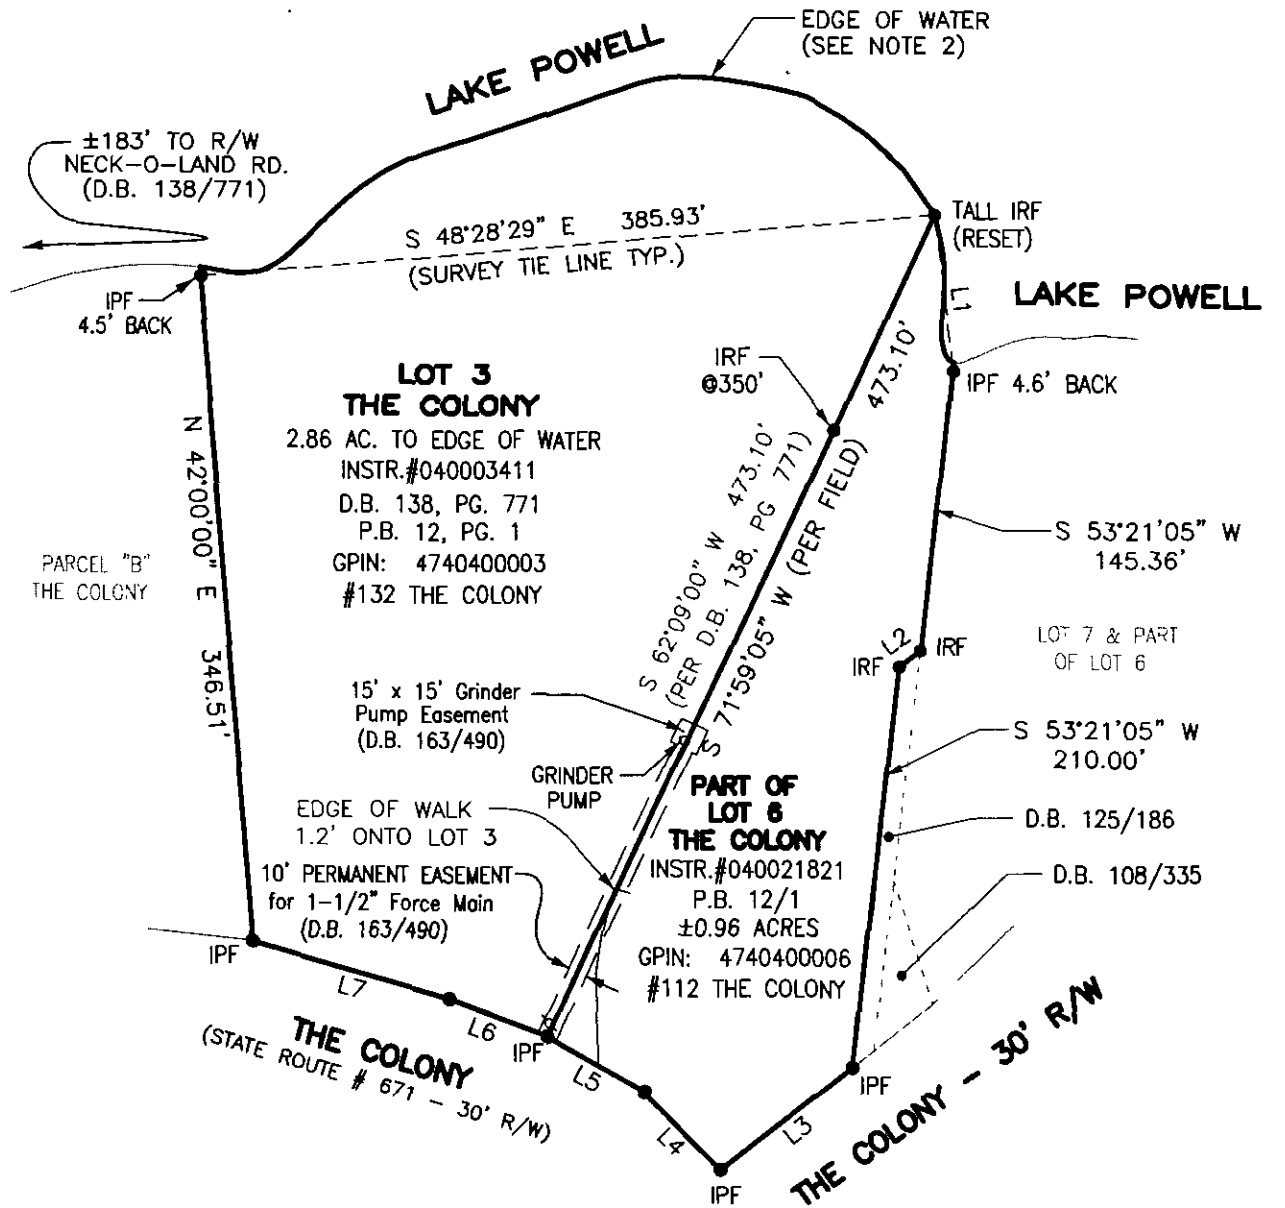 EDGE OF WATER
(SEE NOTE 2)
LAKE POWELL
±183' TO R/W
NECK-O-LAND RD.
(D.B. 138/771)
S 48°28'29" E 385.93'
(SURVEY TIE LINE TYP.)
TALL IRF
(RESET)
L1
LAKE POWELL
IPF
4.5' BACK
IRF
@350'
IPF 4.6' BACK
473.10'
LOT 3
THE COLONY
2.86 AC. TO EDGE OF WATER
INSTR.#040003411
D.B. 138, PG. 771
P.B. 12, PG. 1
GPIN: 4740400003
#132 THE COLONY
N 42°00'00" E 346.51'
PARCEL "B"
THE COLONY
S 62°09'00" W 473.10'
(PER D.B. 138, PG 771)
S 71°59'05" W (PER FIELD)
S 53°21'05" W
145.36'
LOT 7 & PART
OF LOT 6
L2
IRF
IRF
15' x 15' Grinder
Pump Easement
(D.B. 163/490)
GRINDER
PUMP
S 53°21'05" W
210.00'
EDGE OF WALK
1.2' ONTO LOT 3
PART OF
LOT 6
THE COLONY
INSTR.#040021821
P.B. 12/1
±0.96 ACRES
GPIN: 4740400006
#112 THE COLONY
D.B. 125/186
D.B. 108/335
10' PERMANENT EASEMENT
for 1-1/2" Force Main
(D.B. 163/490)
IPF
L7
L6
IPF
L5
L4
IPF
L3
IPF
THE COLONY
(STATE ROUTE # 671 - 30' R/W)
THE COLONY - 30' R/W